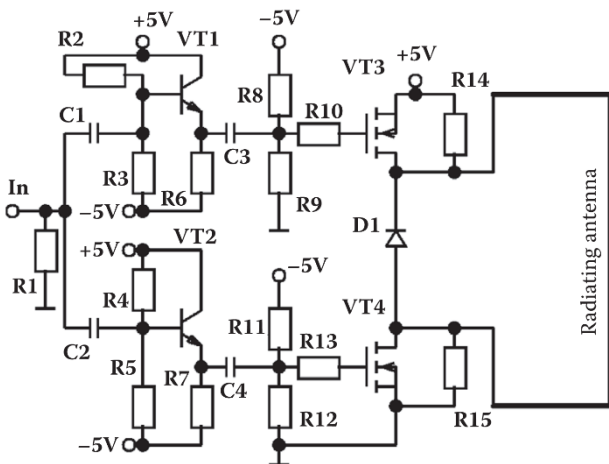 +5V
−5V
R2
VT1
+5V
VT3
R14
R8
R10
C1
C3
In
R3
R6
R9
−5V
+5V
VT2
D1
R1
R4
−5V
VT4
R11
R13
C2
R5
R7
C4
R12
R15
−5V
Radiating antenna